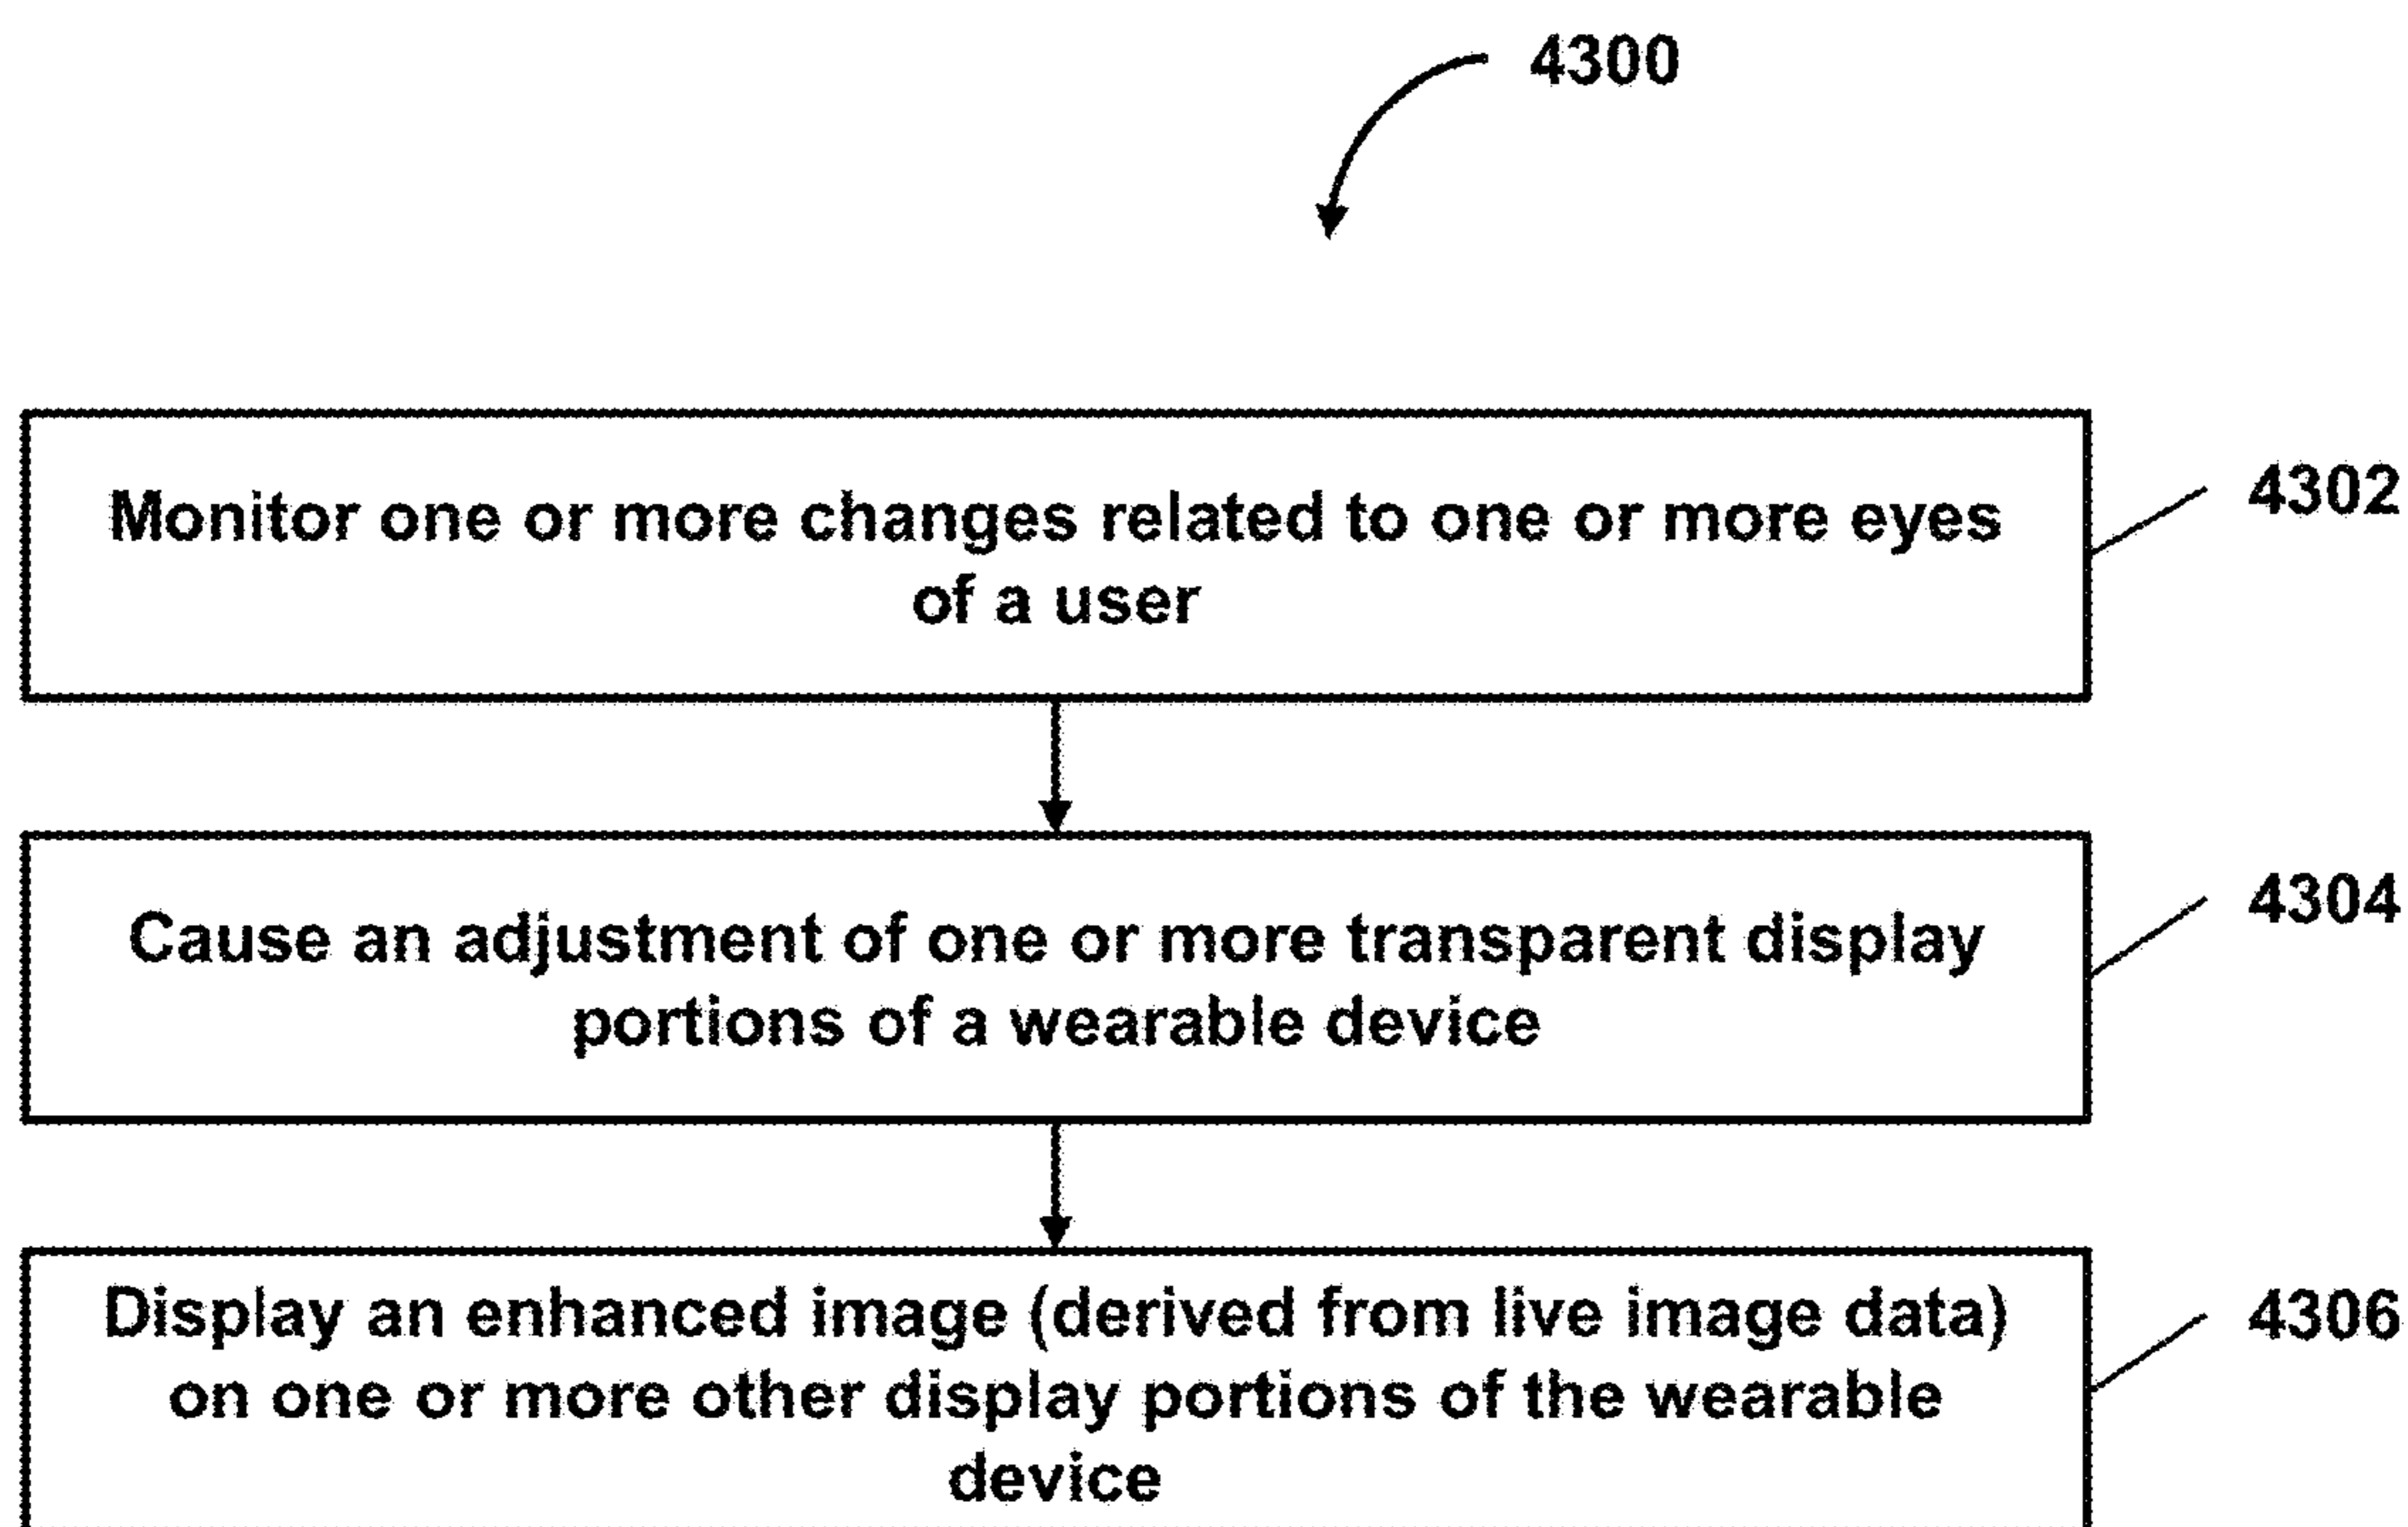 4300
Monitor one or more changes related to one or more eyes
of a user
4302
Cause an adjustment of one or more transparent display
portions of a wearable device
4304
Display an enhanced image (derived from live image data)
on one or more other display portions of the wearable
device
4306